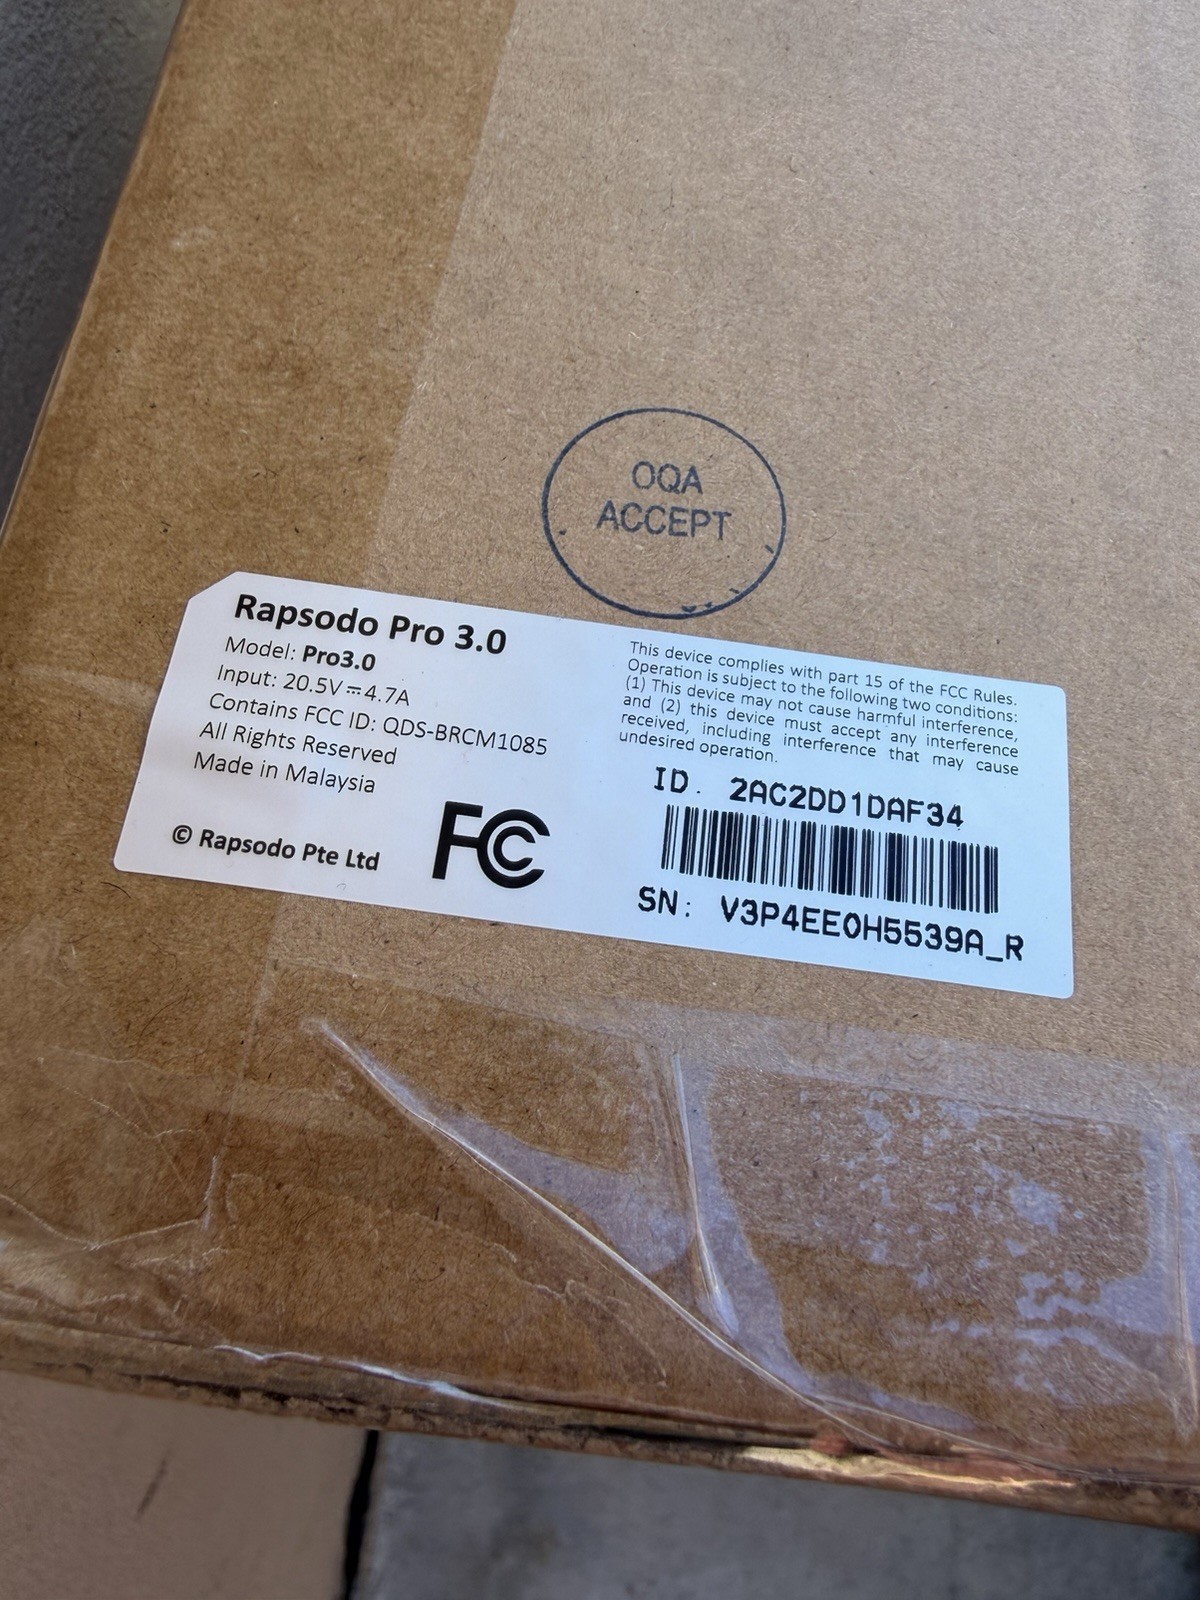 OQA
ACCEPT
Rapsodo Pro 3.0
Model: Pro3.0
Input: 20.5V⎓4.7A
Contains FCC ID: QDS-BRCM1085
All Rights Reserved
Made in Malaysia
© Rapsodo Pte Ltd
FC
This device complies with part 15 of the FCC Rules.
Operation is subject to the following two conditions:
(1) This device may not cause harmful interference,
and (2) this device must accept any interference
received, including interference that may cause
undesired operation.
ID. 2AC2DD1DAF34
SN: V3P4EE0H5539A_R